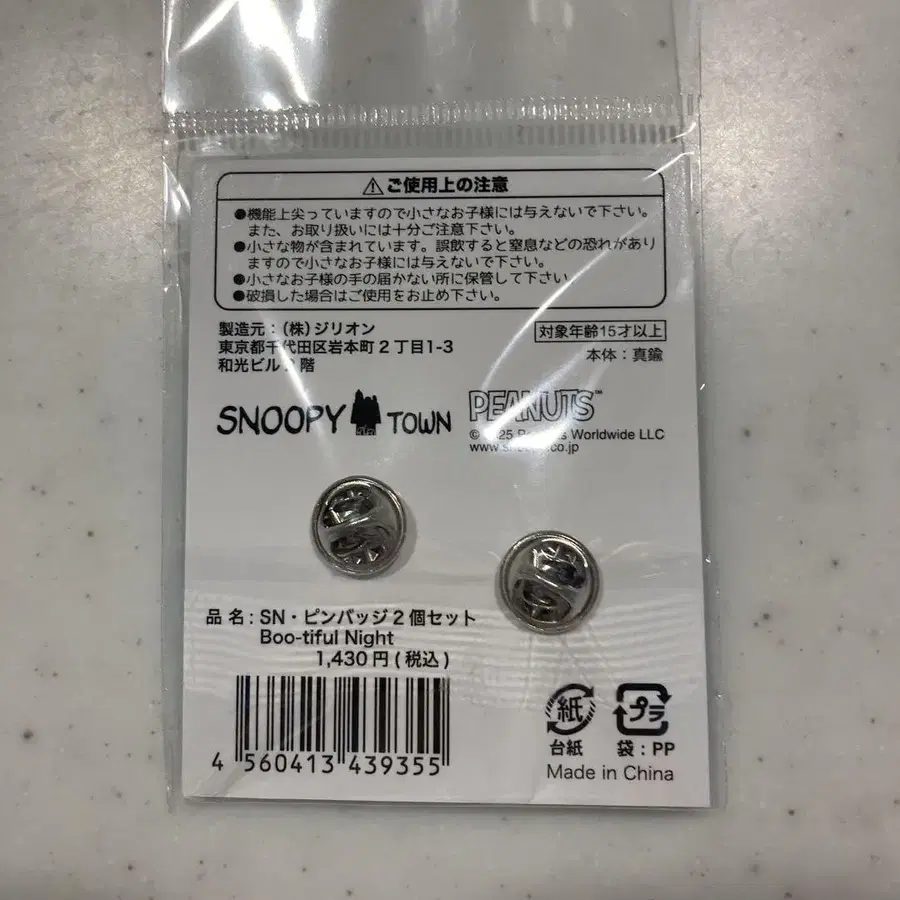 ⚠ご使用上の注意
●機能上尖っていますので小さなお子様には与えないで下さい。
また、お取り扱いには十分ご注意下さい。
●小さな物が含まれています。誤飲すると窒息などの恐れがあり
ますので小さなお子様には与えないで下さい。
●小さなお子様の手の届かない所に保管して下さい
●破損した場合はご使用をお止め下さい。
製造元：(株)ジリオン
東京都千代田区岩本町2丁目1-3
和光ビル 階
対象年齢15才以上
本体：真鍮
SNOOPY TOWN
PEANUTS™
© Worldwide LLC
品 名：SN・ピンバッジ2個セット
Boo-tiful Night
1,430円(税込)
4 560413 439355
紙
台紙
プラ
袋：PP
Made in China